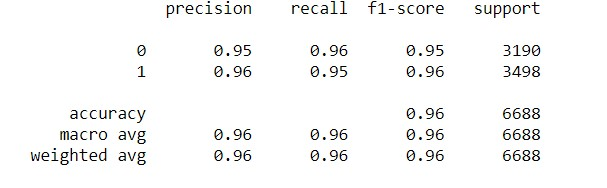 precision recall f1-score support
0 0.95 0.96 0.95 3190
1 0.96 0.95 0.96 3498
accuracy 0.96 6688
macro avg 0.96 0.96 0.96 6688
weighted avg 0.96 0.96 0.96 6688